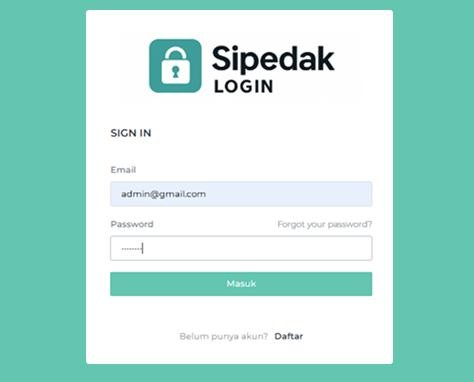 Sipedak
LOGIN
SIGN IN
Email
admin@gmail.com
Password Forgot your password?
--------
Masuk
Belum punya akun? Daftar